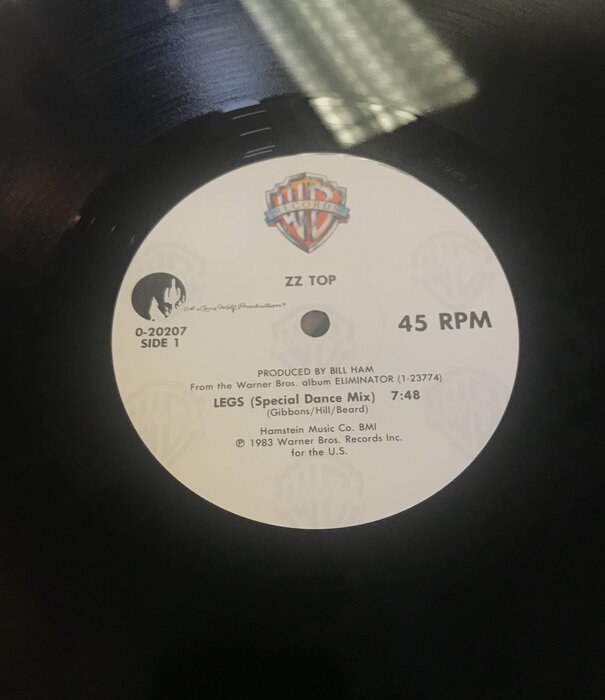 WB
RECORDS
ZZ TOP
A Lone Wolf Production*
0-20207
SIDE 1
45 RPM
PRODUCED BY BILL HAM
From the Warner Bros. album ELIMINATOR (1-23774)
LEGS (Special Dance Mix) 7:48
(Gibbons/Hill/Beard)
Hamstein Music Co. BMI
℗ 1983 Warner Bros. Records Inc.
for the U.S.